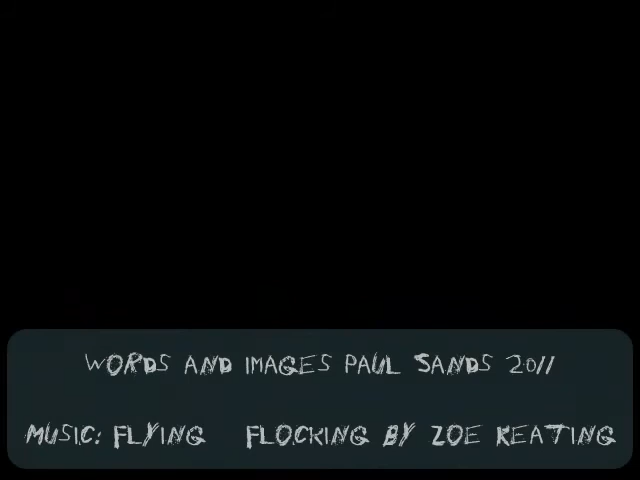 WORDS AND IMAGES PAUL SANDS 2011
MUSIC: FLYING FLOCKING BY ZOE KEATING